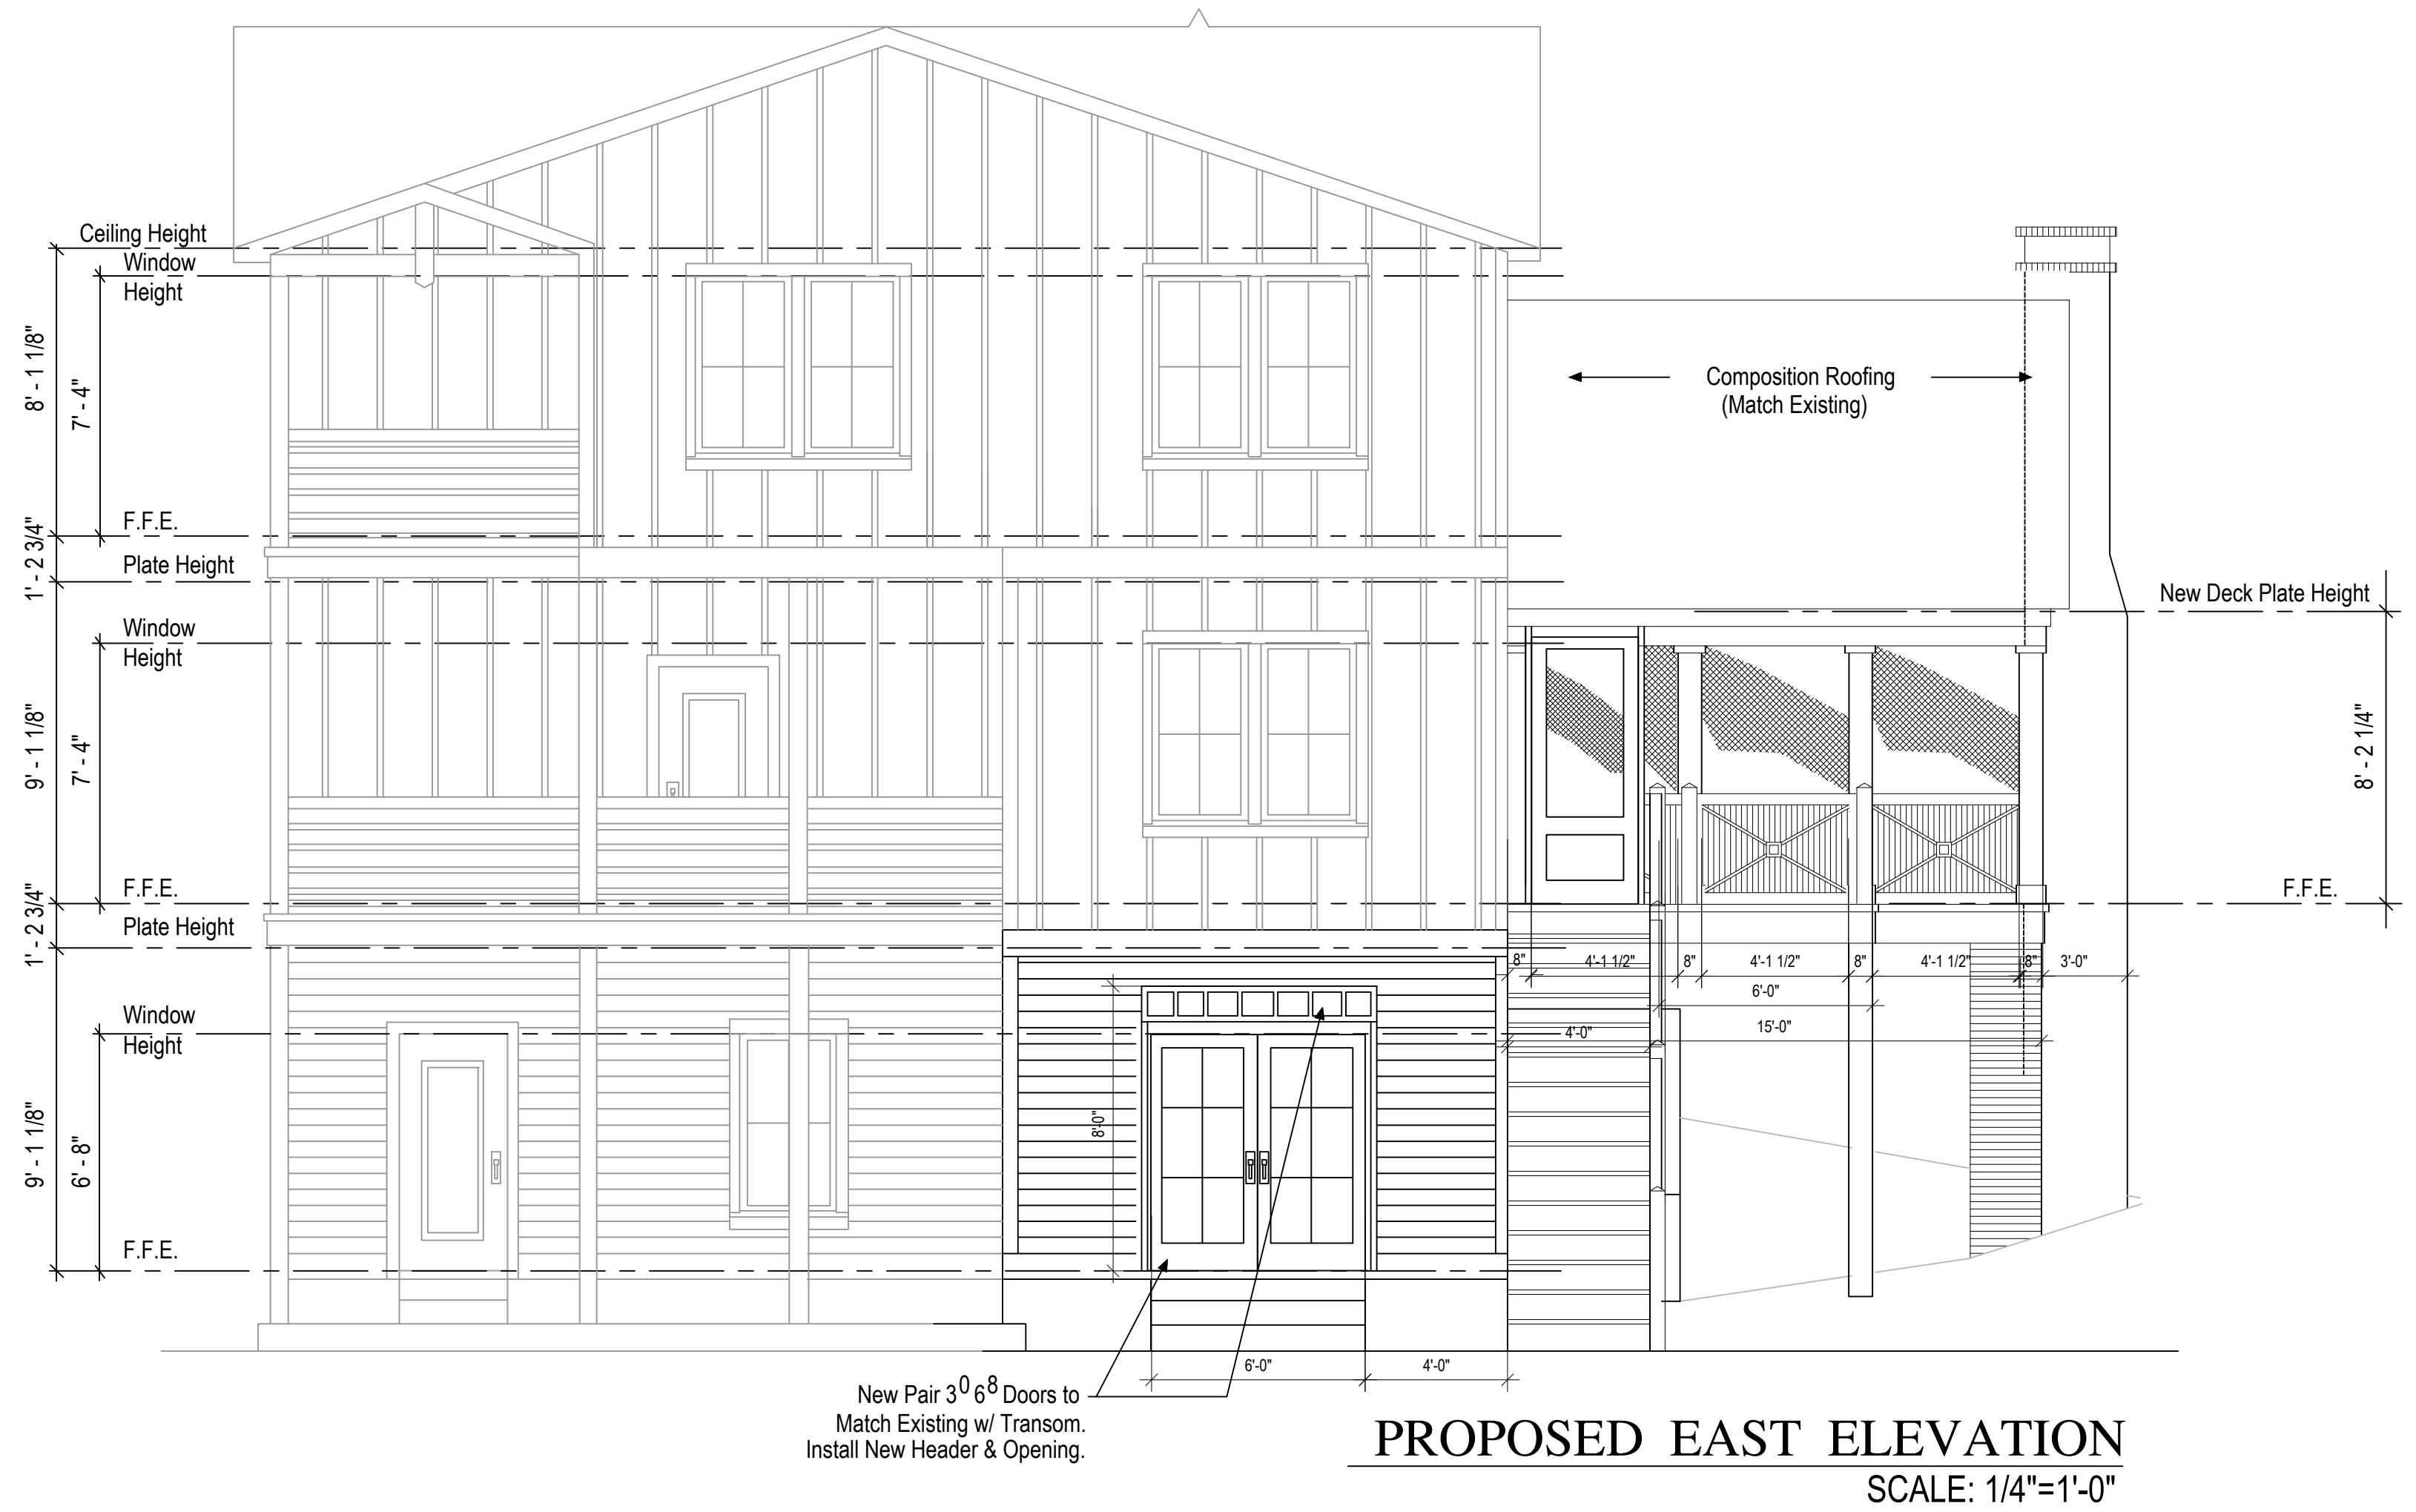 Ceiling Height
Window
Height
8' - 1 1/8"
7' - 4"
Composition Roofing
(Match Existing)
F.F.E.
1' - 2 3/4"
Plate Height
New Deck Plate Height
Window
Height
9' - 1 1/8"
7' - 4"
8' - 2 1/4"
F.F.E.
F.F.E.
1' - 2 3/4"
Plate Height
8"
4'-1 1/2"
8"
4'-1 1/2"
8"
4'-1 1/2"
8"
3'-0"
6'-0"
15'-0"
4'-0"
Window
Height
9' - 1 1/8"
6' - 8"
8'-0"
F.F.E.
6'-0"
4'-0"
New Pair 3⁰ 6⁸ Doors to
Match Existing w/ Transom.
Install New Header & Opening.
PROPOSED EAST ELEVATION
SCALE: 1/4"=1'-0"